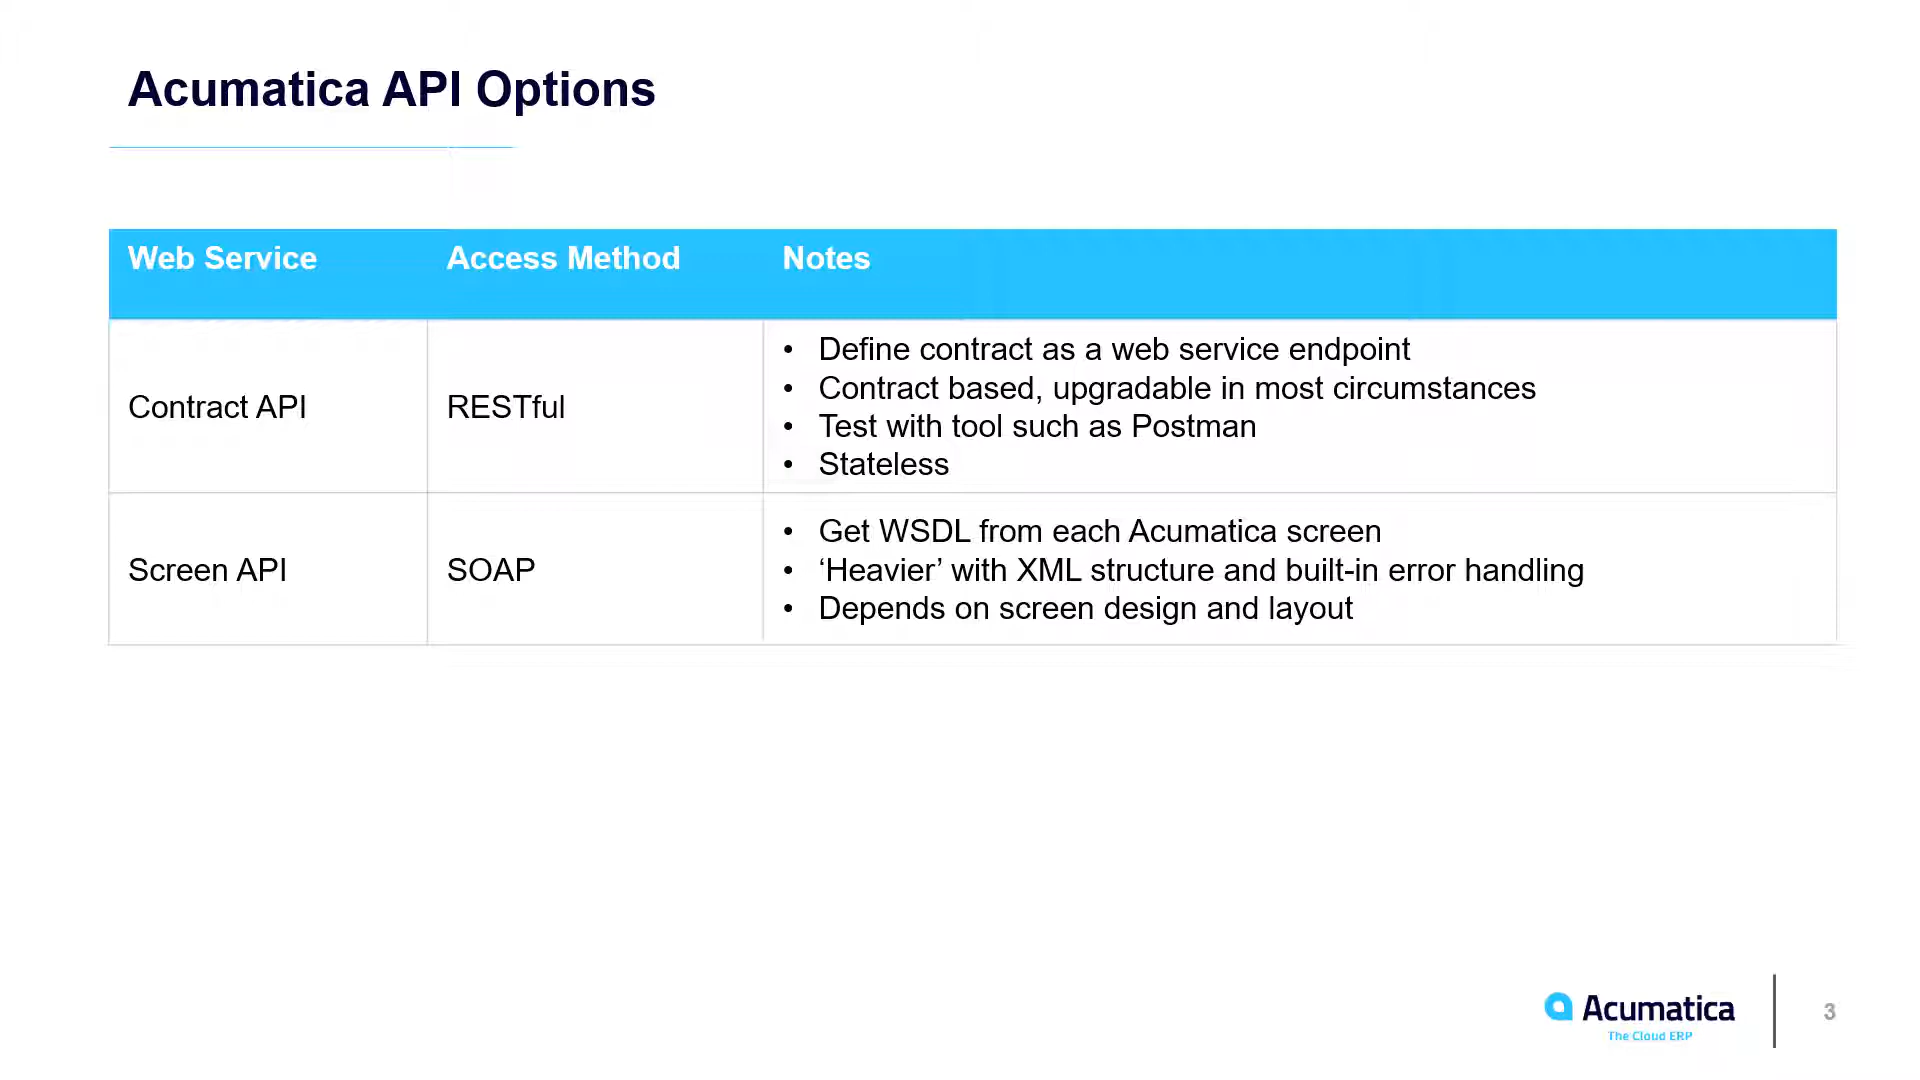 Acumatica API Options
Web Service Access Method Notes
Contract API RESTful
• Define contract as a web service endpoint
• Contract based, upgradable in most circumstances
• Test with tool such as Postman
• Stateless
Screen API SOAP
• Get WSDL from each Acumatica screen
• ‘Heavier’ with XML structure and built-in error handling
• Depends on screen design and layout
Acumatica
The Cloud ERP
3